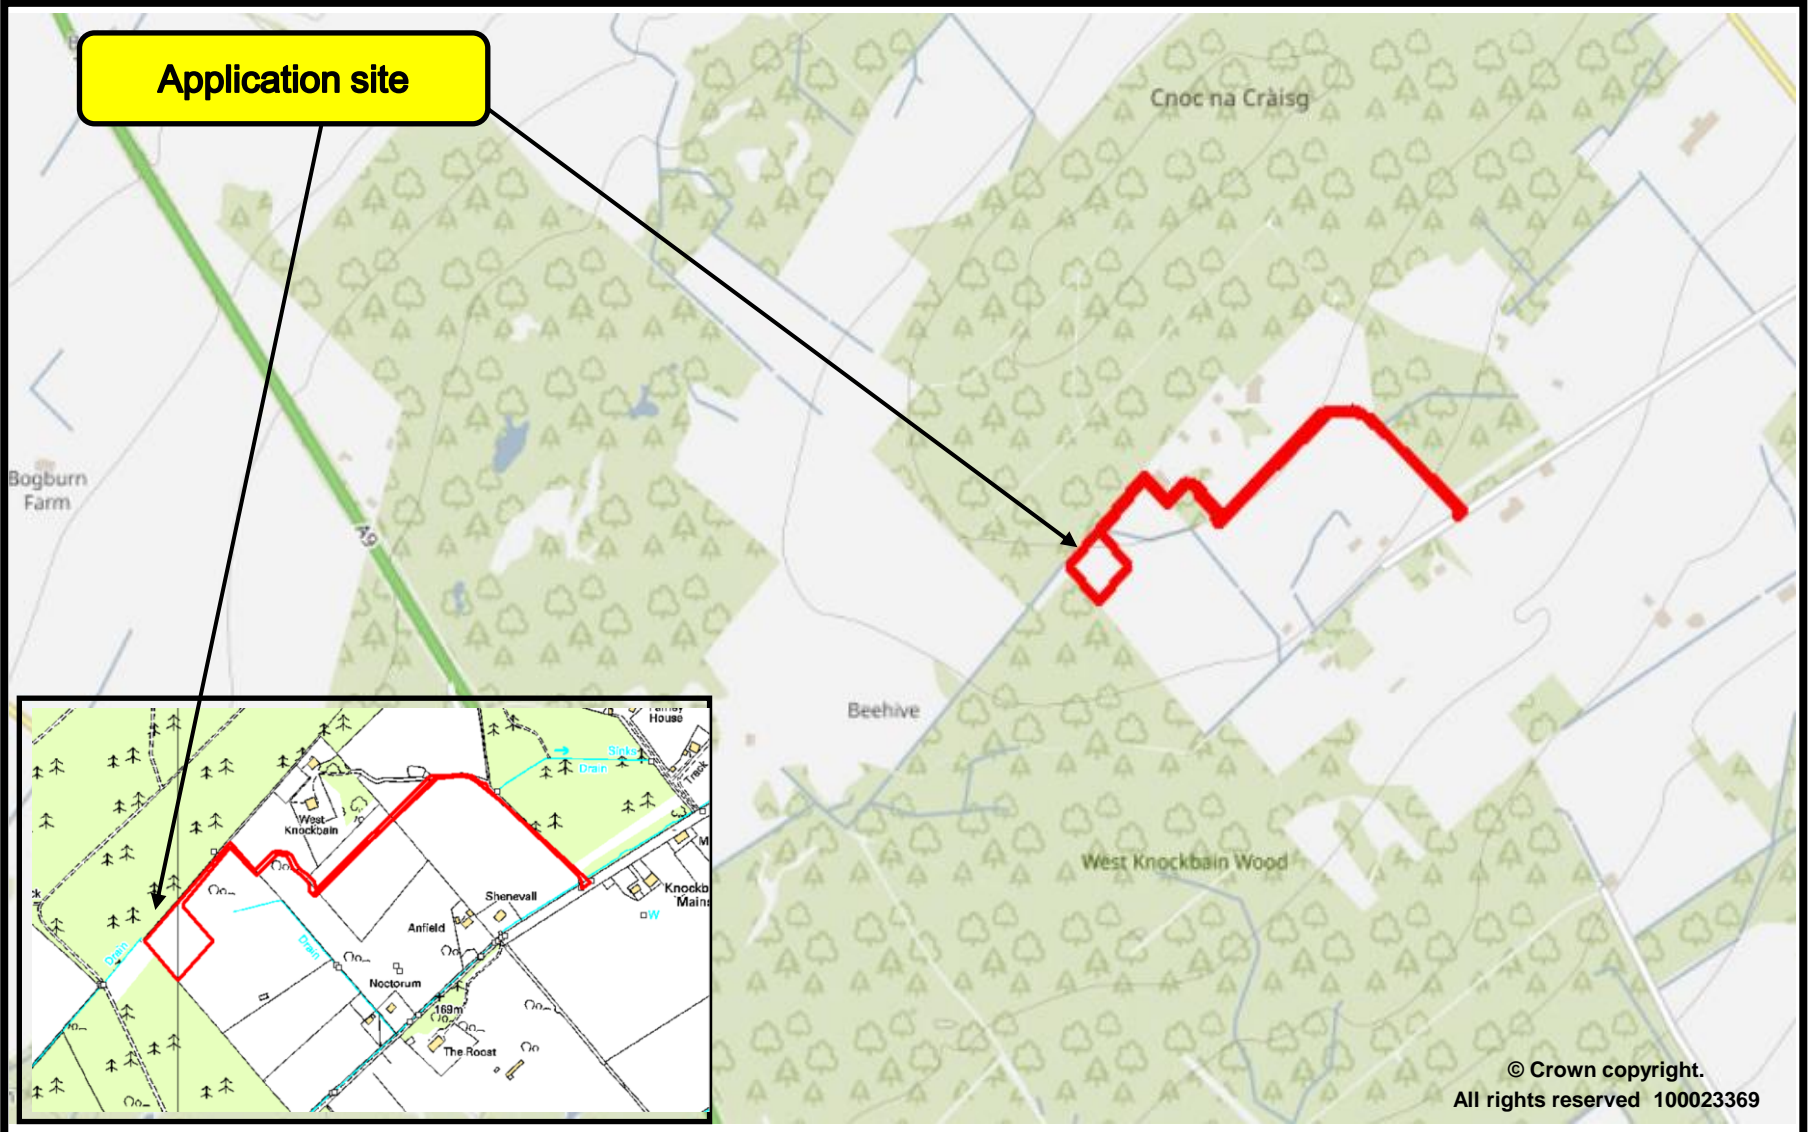 Application site
Cnoc na Cràisg
Bogburn
Farm
A9
Beehive
West Knockbain Wood
House
Sinks
Drain
Track
West
Knockbain
Shenevall
Knockb
Mains
W
Anfield
Drain
Drain
Noctorum
169m
The Roost
© Crown copyright.
All rights reserved 100023369